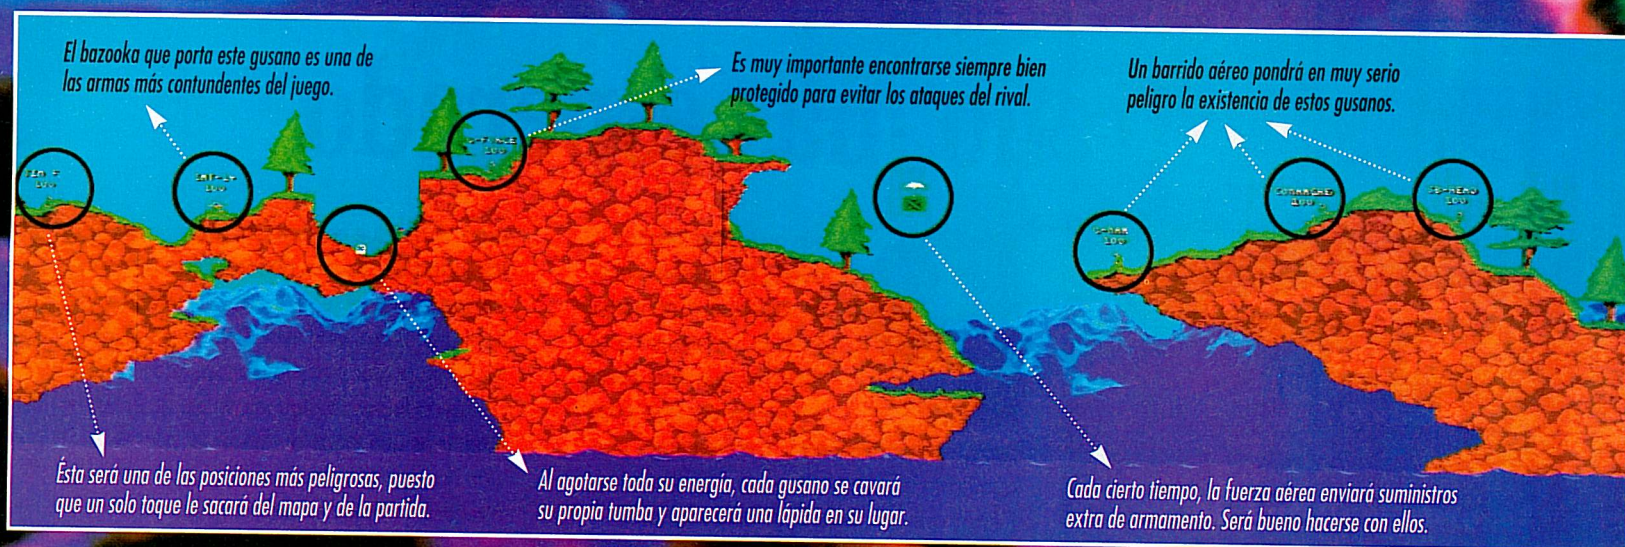 El bazooka que porta este gusano es una de
las armas más contundentes del juego.
Es muy importante encontrarse siempre bien
protegido para evitar los ataques del rival.
Un barrido aéreo pondrá en muy serio
peligro la existencia de estos gusanos.
100
100
100
100
100
100
Ésta será una de las posiciones más peligrosas, puesto
que un solo toque le sacará del mapa y de la partida.
Al agotarse toda su energía, cada gusano se cavará
su propia tumba y aparecerá una lápida en su lugar.
Cada cierto tiempo, la fuerza aérea enviará suministros
extra de armamento. Será bueno hacerse con ellos.